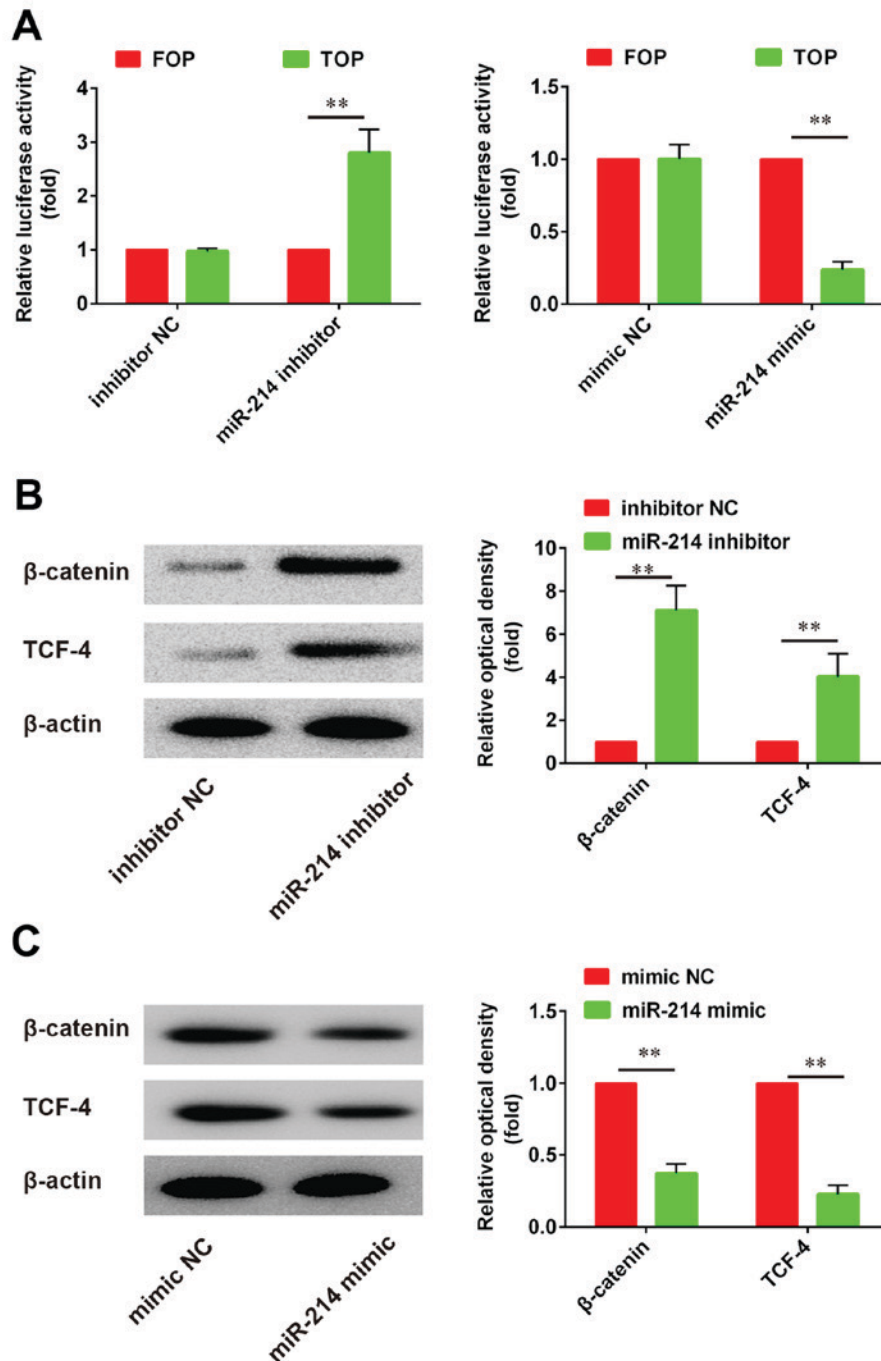 A
FOP TOP
Relative luciferase activity
(fold)
4
3
2
1
0
**
inhibitor NC
miR-214 inhibitor
FOP TOP
Relative luciferase activity
(fold)
1.5
1.0
0.5
0.0
**
mimic NC
miR-214 mimic
B
β-catenin
TCF-4
β-actin
inhibitor NC
miR-214 inhibitor
inhibitor NC
miR-214 inhibitor
Relative optical density
(fold)
10
8
6
4
2
0
**
**
β-catenin
TCF-4
C
β-catenin
TCF-4
β-actin
mimic NC
miR-214 mimic
mimic NC
miR-214 mimic
Relative optical density
(fold)
1.5
1.0
0.5
0.0
**
**
β-catenin
TCF-4